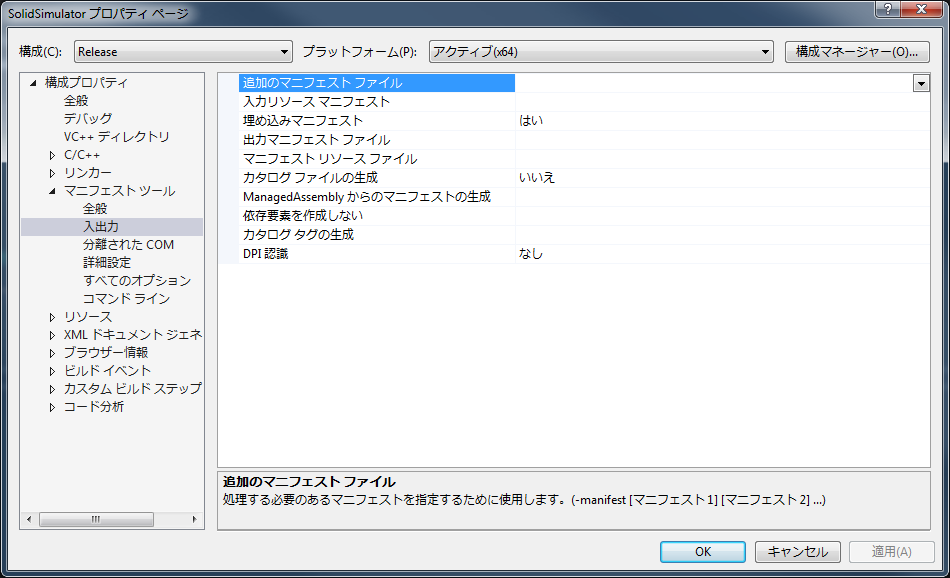 SolidSimulator プロパティ ページ
構成(C): Release プラットフォーム(P): アクティブ(x64) 構成マネージャー(O)...
構成プロパティ
全般
デバッグ
VC++ ディレクトリ
C/C++
リンカー
マニフェスト ツール
全般
入出力
分離された COM
詳細設定
すべてのオプション
コマンド ライン
リソース
XML ドキュメント ジェネ
ブラウザー情報
ビルド イベント
カスタム ビルド ステップ
コード分析
追加のマニフェスト ファイル
入力リソース マニフェスト
埋め込みマニフェスト はい
出力マニフェスト ファイル
マニフェスト リソース ファイル
カタログ ファイルの生成 いいえ
ManagedAssembly からのマニフェストの生成
依存要素を作成しない
カタログ タグの生成
DPI 認識 なし
追加のマニフェスト ファイル
処理する必要のあるマニフェストを指定するために使用します。(-manifest [マニフェスト 1] [マニフェスト 2] ...)
OK キャンセル 適用(A)